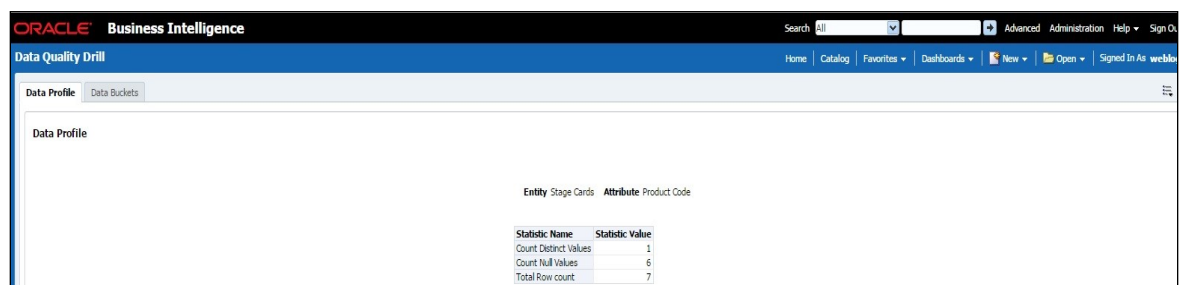 ORACLE Business Intelligence Search All Advanced Administration Help Sign Ou
Data Quality Drill Home Catalog Favorites Dashboards New Open Signed In As weblo
Data Profile Data Buckets
Data Profile
Entity Stage Cards Attribute Product Code
Statistic Name Statistic Value
Count Distinct Values 1
Count Null Values 6
Total Row count 7